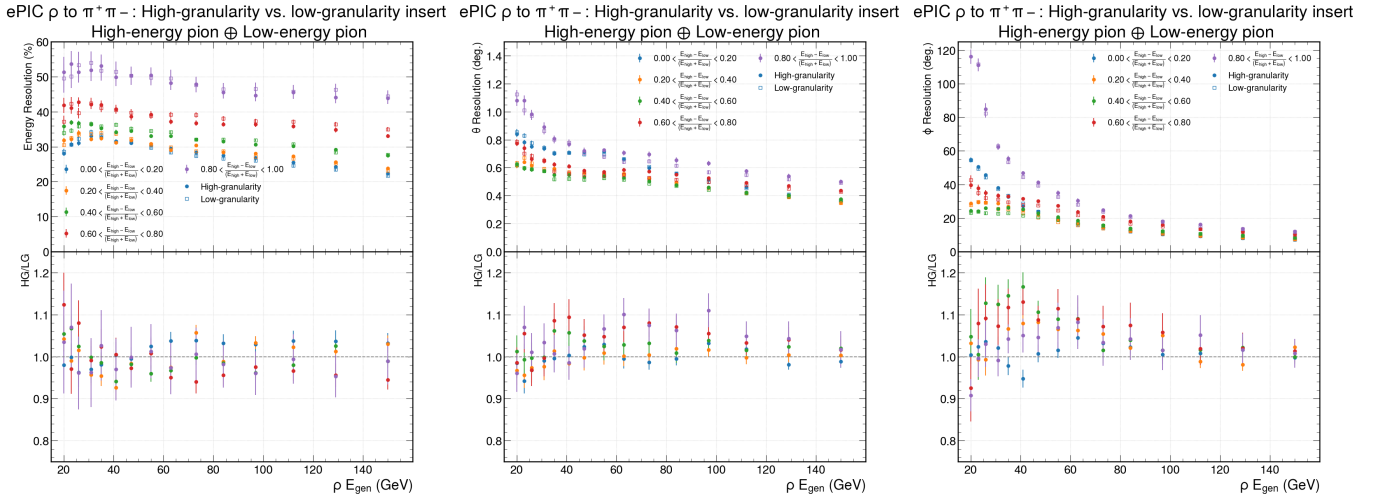 ePIC ρ to π⁺π− : High-granularity vs. low-granularity insert
High-energy pion ⊕ Low-energy pion
Energy Resolution (%)
60
50
40
30
20
10
0
0.00 < (E_high − E_low)/(E_high + E_low) < 0.20
0.20 < (E_high − E_low)/(E_high + E_low) < 0.40
0.40 < (E_high − E_low)/(E_high + E_low) < 0.60
0.60 < (E_high − E_low)/(E_high + E_low) < 0.80
0.80 < (E_high − E_low)/(E_high + E_low) < 1.00
High-granularity
Low-granularity
HG/LG
1.2
1.1
1.0
0.9
0.8
20 40 60 80 100 120 140
ρ E_gen (GeV)
ePIC ρ to π⁺π− : High-granularity vs. low-granularity insert
High-energy pion ⊕ Low-energy pion
θ Resolution (deg.)
1.4
1.2
1.0
0.8
0.6
0.4
0.2
0.0
0.00 < (E_high − E_low)/(E_high + E_low) < 0.20
0.20 < (E_high − E_low)/(E_high + E_low) < 0.40
0.40 < (E_high − E_low)/(E_high + E_low) < 0.60
0.60 < (E_high − E_low)/(E_high + E_low) < 0.80
0.80 < (E_high − E_low)/(E_high + E_low) < 1.00
High-granularity
Low-granularity
HG/LG
1.2
1.1
1.0
0.9
0.8
20 40 60 80 100 120 140
ρ E_gen (GeV)
ePIC ρ to π⁺π− : High-granularity vs. low-granularity insert
High-energy pion ⊕ Low-energy pion
ϕ Resolution (deg.)
120
100
80
60
40
20
0
0.00 < (E_high − E_low)/(E_high + E_low) < 0.20
0.20 < (E_high − E_low)/(E_high + E_low) < 0.40
0.40 < (E_high − E_low)/(E_high + E_low) < 0.60
0.60 < (E_high − E_low)/(E_high + E_low) < 0.80
0.80 < (E_high − E_low)/(E_high + E_low) < 1.00
High-granularity
Low-granularity
HG/LG
1.2
1.1
1.0
0.9
0.8
20 40 60 80 100 120 140
ρ E_gen (GeV)